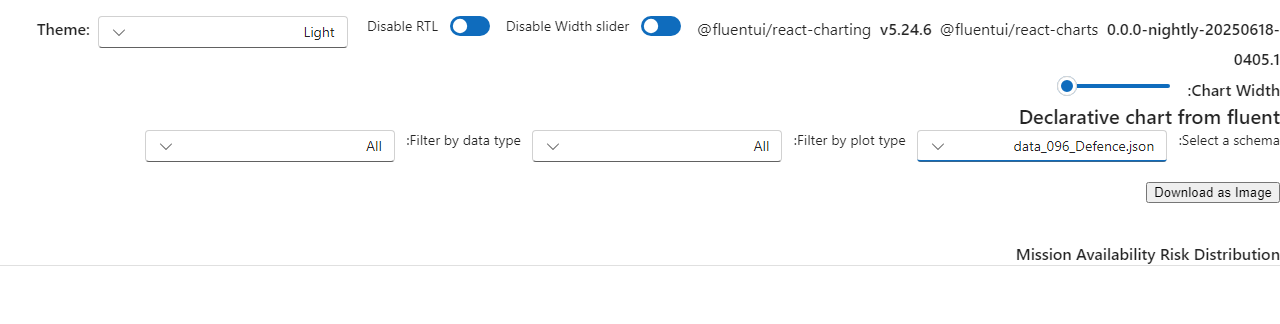 Theme: Light Disable RTL Disable Width slider @fluentui/react-charting v5.24.6 @fluentui/react-charts 0.0.0-nightly-20250618-
0405.1
:Chart Width
Declarative chart from fluent
:Select a schema data_096_Defence.json :Filter by plot type All :Filter by data type All
Download as Image
Mission Availability Risk Distribution